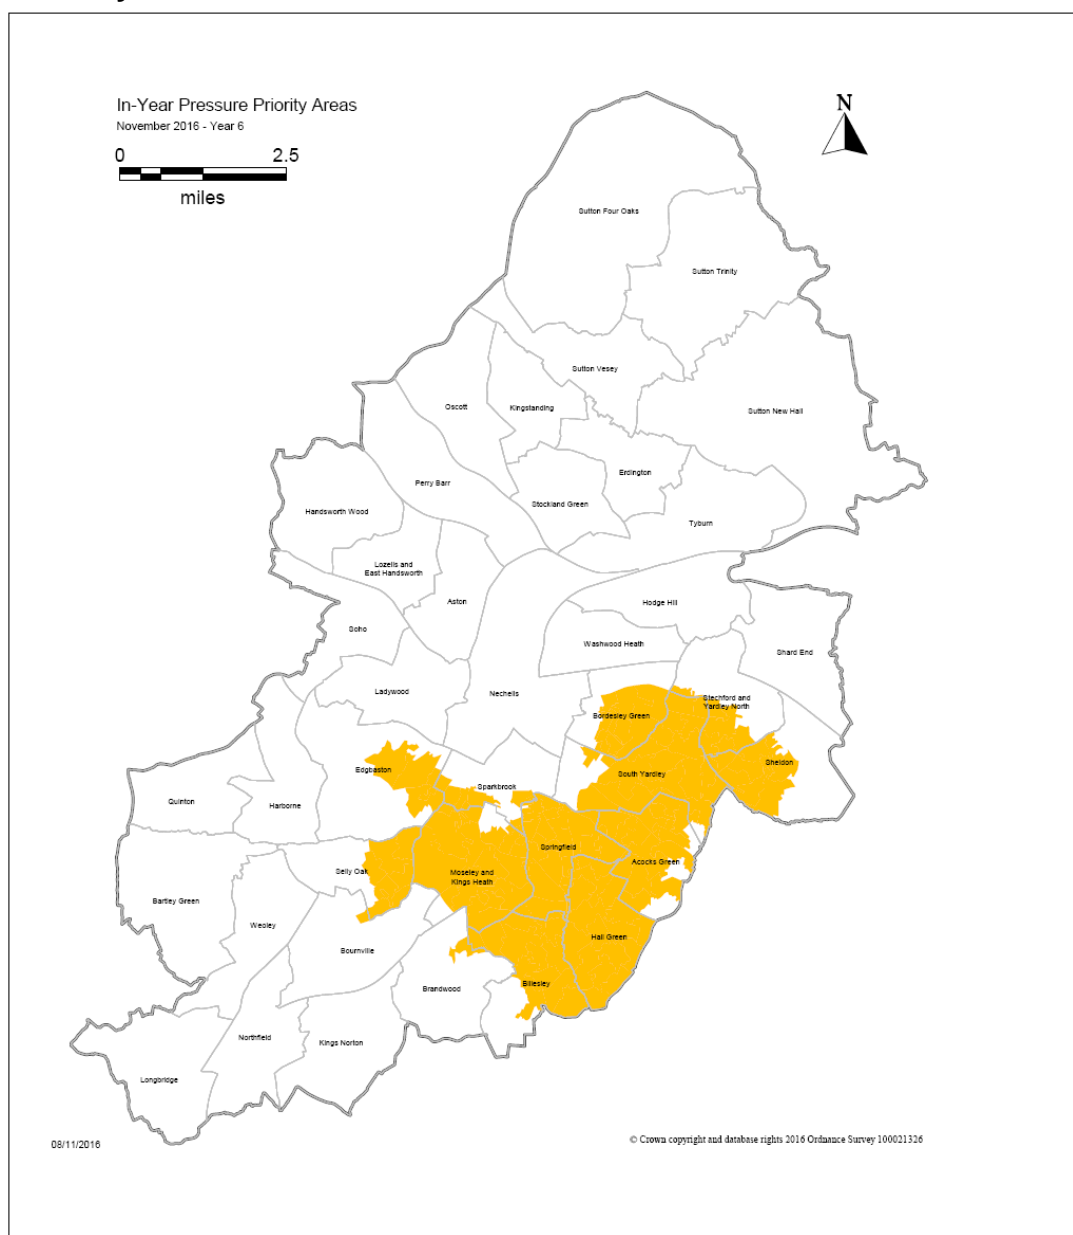 In-Year Pressure Priority Areas
November 2016 - Year 6
0 2.5
miles
N
Sutton Four Oaks
Sutton Trinity
Sutton Vesey
Oscott
Kingstanding
Sutton New Hall
Erdington
Perry Barr
Stockland Green
Handsworth Wood
Tyburn
Lozells and
East Handsworth
Aston
Hodge Hill
Soho
Washwood Heath
Shard End
Ladywood
Nechells
Stechford and
Yardley North
Bordesley Green
Edgbaston
Sheldon
South Yardley
Sparkbrook
Quinton
Harborne
Springfield
Acocks Green
Selly Oak
Moseley and
Kings Heath
Bartley Green
Weoley
Hall Green
Bournville
Billesley
Brandwood
Northfield
Kings Norton
Longbridge
08/11/2016
© Crown copyright and database rights 2016 Ordnance Survey 100021326